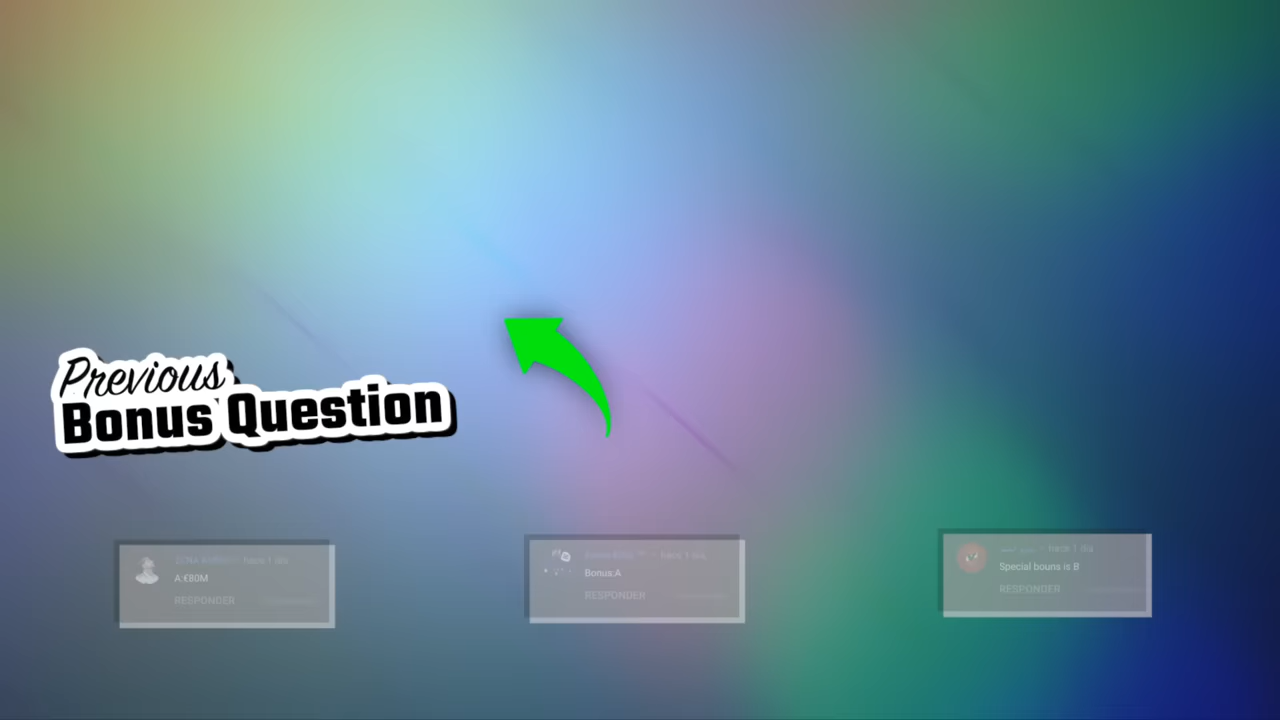 Previous
Bonus Question
hace 1 día
A:€80M
RESPONDER
hace 1 día
Bonus:A
RESPONDER
hace 1 día
Special bouns is B
RESPONDER